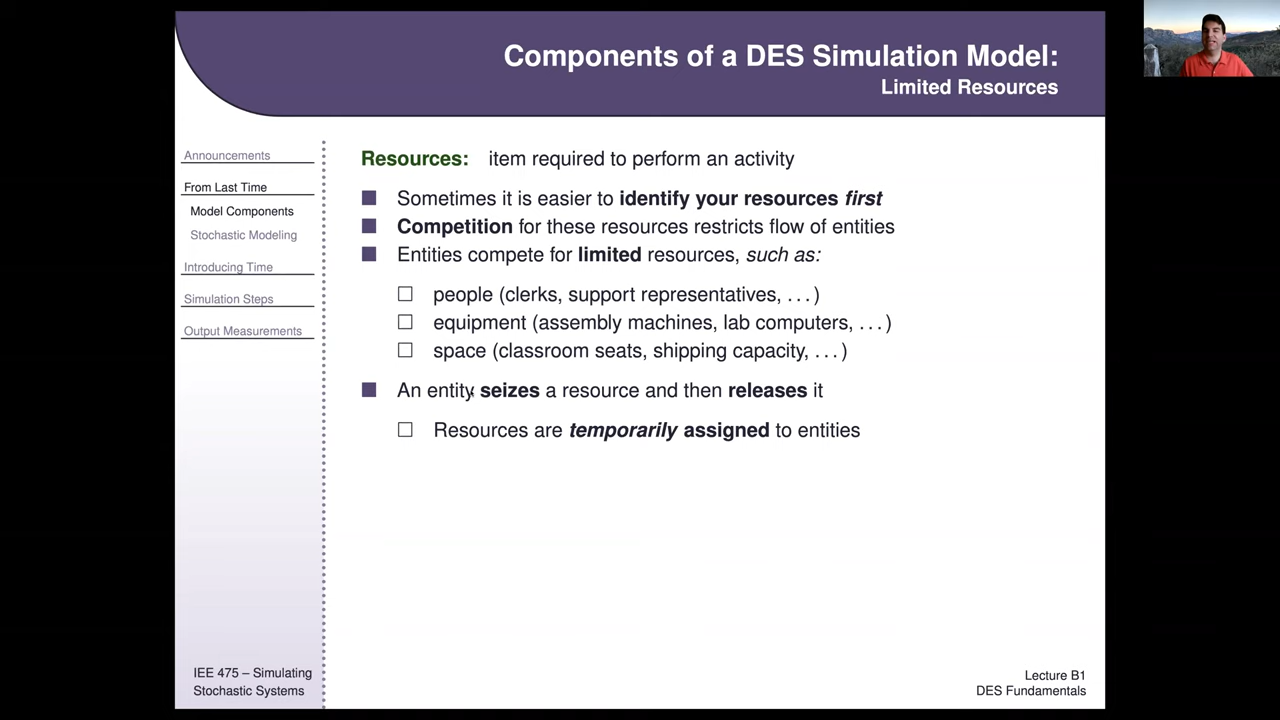 Components of a DES Simulation Model:
Limited Resources
Announcements
From Last Time
Model Components
Stochastic Modeling
Introducing Time
Simulation Steps
Output Measurements
Resources: item required to perform an activity
Sometimes it is easier to identify your resources first
Competition for these resources restricts flow of entities
Entities compete for limited resources, such as:
people (clerks, support representatives, . . . )
equipment (assembly machines, lab computers, . . . )
space (classroom seats, shipping capacity, . . . )
An entity seizes a resource and then releases it
Resources are temporarily assigned to entities
IEE 475 – Simulating
Stochastic Systems
Lecture B1
DES Fundamentals